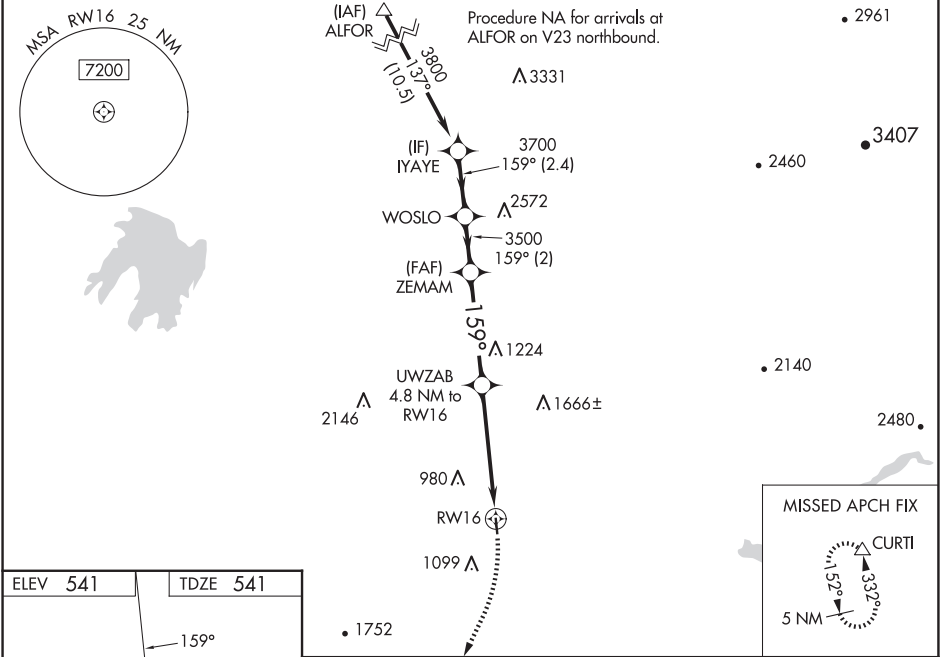 MSA RW16 25 NM
7200
(IAF)
ALFOR
Procedure NA for arrivals at
ALFOR on V23 northbound.
2961
3800
137°
(10.5)
3331
3407
(IF)
IYAYE
3700
159° (2.4)
2460
WOSLO
2572
3500
159° (2)
(FAF)
ZEMAM
159°
1224
2140
UWZAB
4.8 NM to
RW16
2146
1666±
2480
980
RW16
1099
MISSED APCH FIX
CURTI
152°
332°
5 NM
ELEV 541
TDZE 541
159°
1752